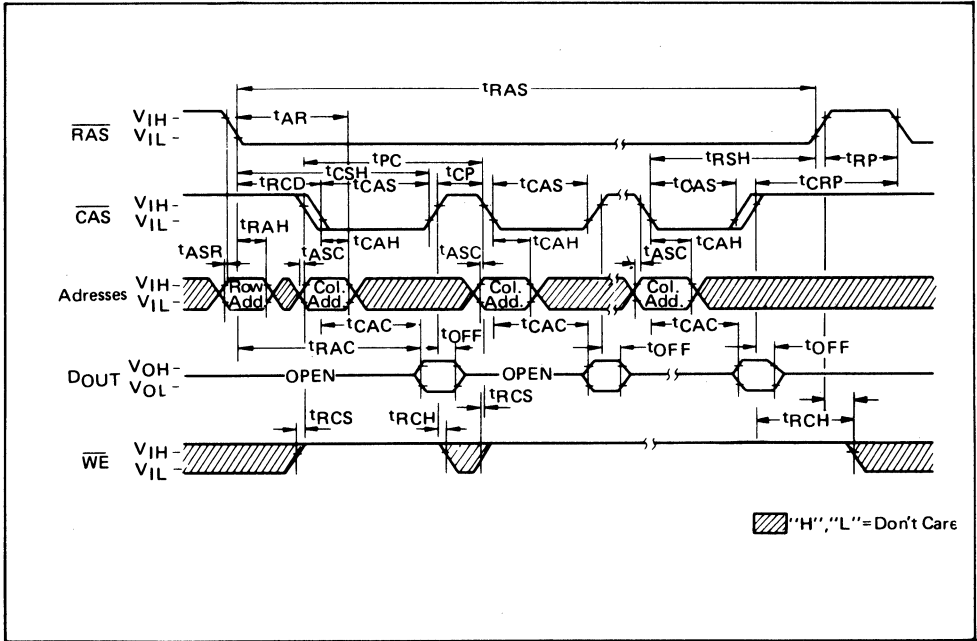 tRAS
tAR
RAS
VIH-
VIL-
tRSH
tRP
tPC
tCSH
tCP
tRCD
tCAS
tCAS
tCAS
tCRP
CAS
VIH-
VIL-
tRAH
tCAH
tCAH
tCAH
tASR
tASC
tASC
tASC
Adresses
VIH-
VIL-
Row Add.
Col. Add.
Col. Add.
Col. Add.
tCAC
tCAC
tCAC
tRAC
tOFF
tOFF
tOFF
DOUT
VOH-
VOL-
OPEN
OPEN
tRCS
tRCH
tRCS
tRCH
WE
VIH-
VIL-
"H","L"=Don't Care